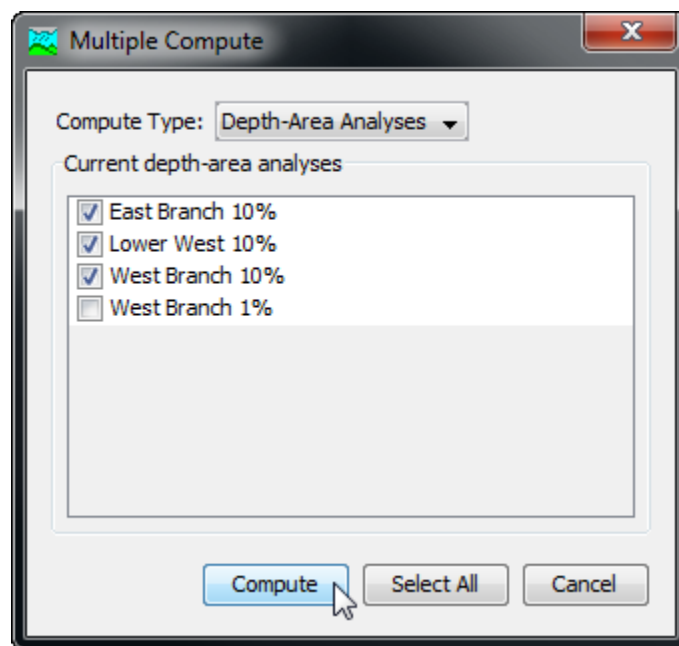 Multiple Compute
Compute Type: Depth-Area Analyses
Current depth-area analyses
East Branch 10%
Lower West 10%
West Branch 10%
West Branch 1%
Compute Select All Cancel